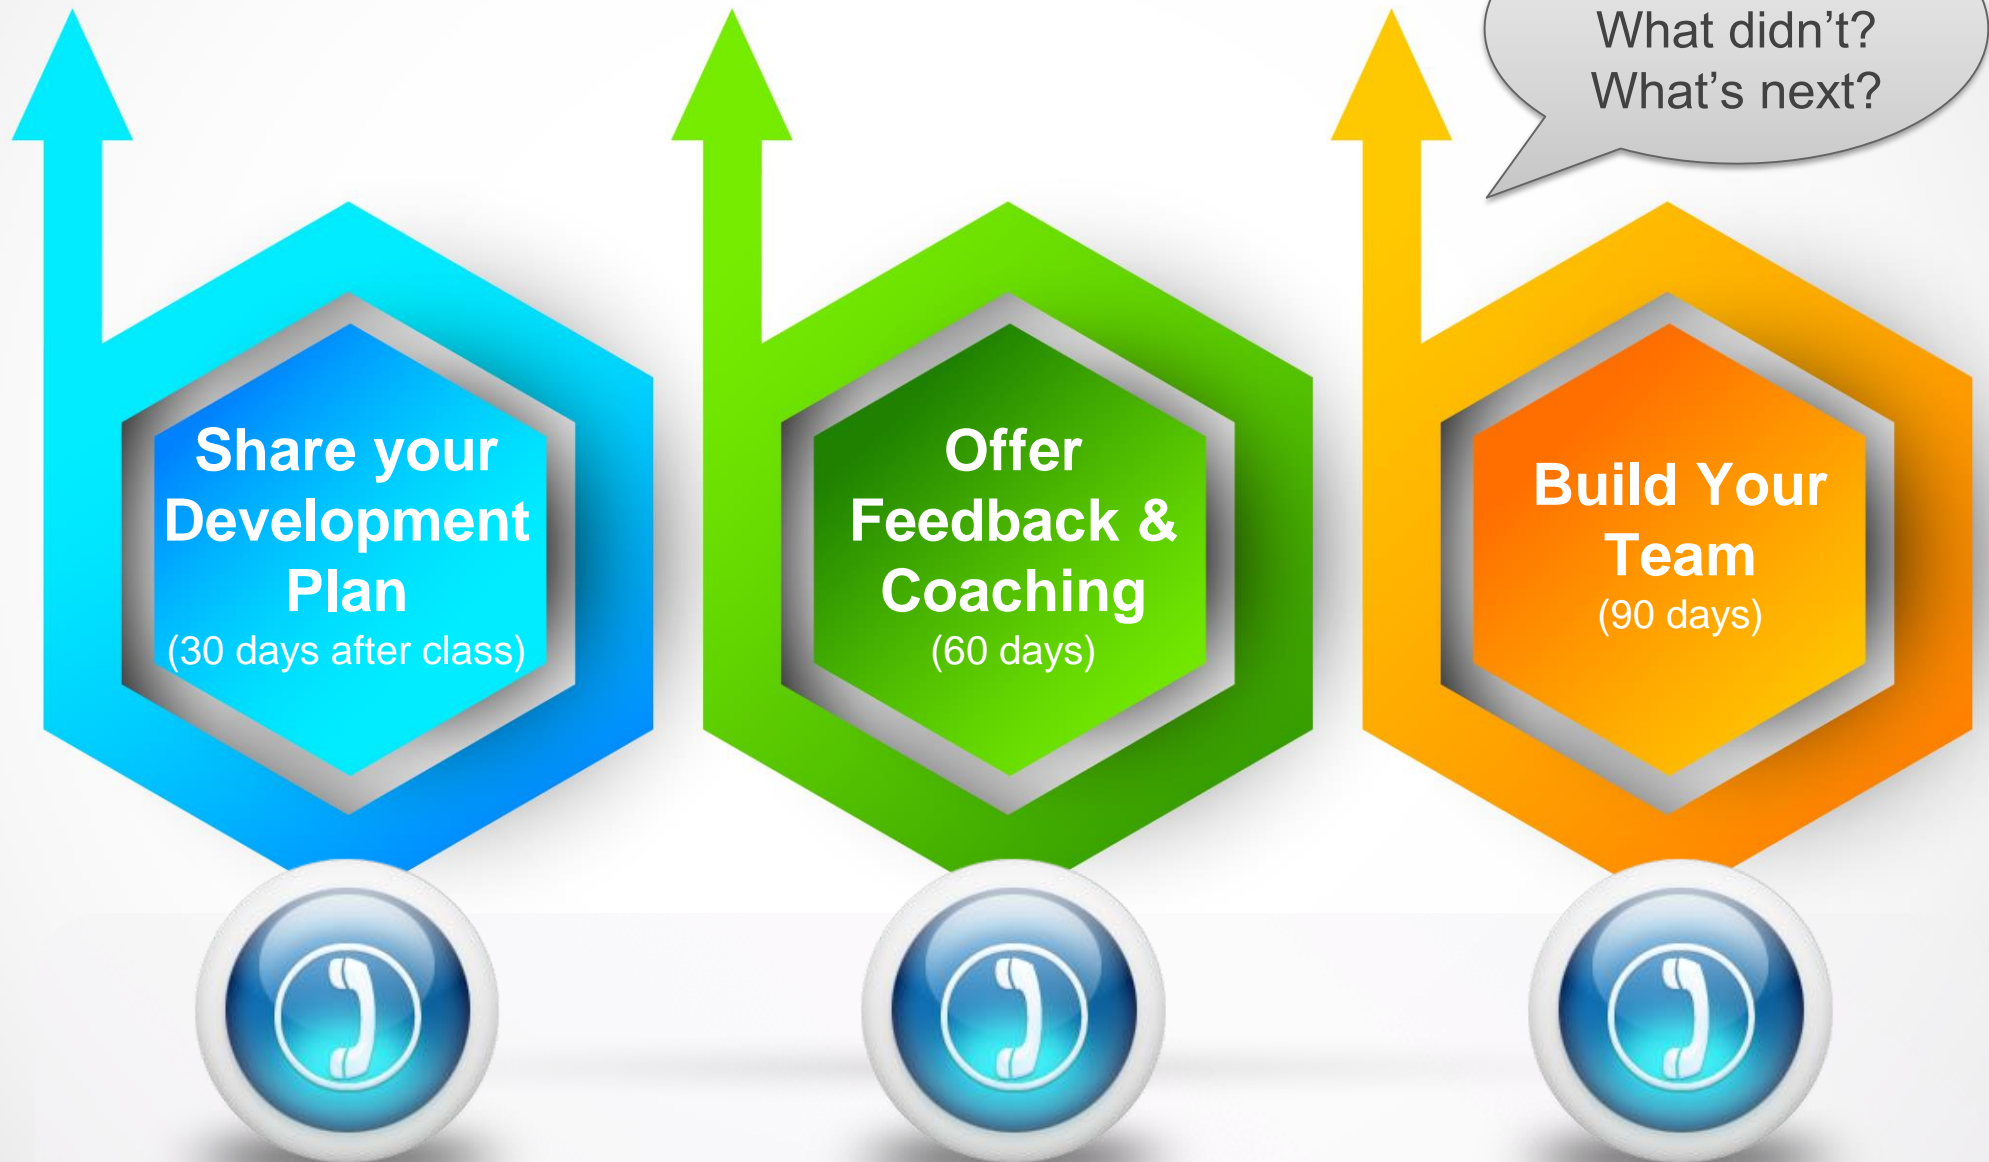 What didn't?
What's next?
Share your
Development
Plan
(30 days after class)
Offer
Feedback &
Coaching
(60 days)
Build Your
Team
(90 days)